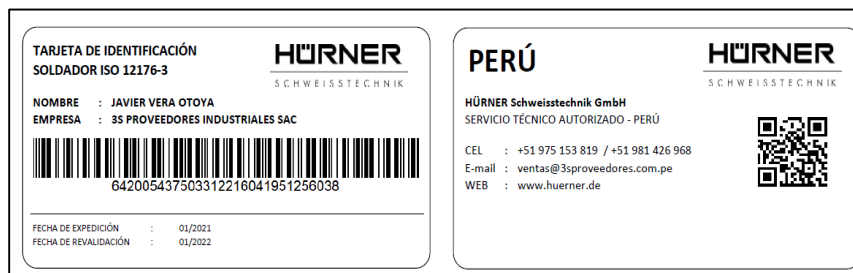 TARJETA DE IDENTIFICACIÓN
SOLDADOR ISO 12176-3
HÜRNER
SCHWEISSTECHNIK
NOMBRE : JAVIER VERA OTOYA
EMPRESA : 3S PROVEEDORES INDUSTRIALES SAC
642005437503312216041951256038
FECHA DE EXPEDICIÓN : 01/2021
FECHA DE REVALIDACIÓN : 01/2022
PERÚ
HÜRNER
SCHWEISSTECHNIK
HÜRNER Schweisstechnik GmbH
SERVICIO TÉCNICO AUTORIZADO - PERÚ
CEL : +51 975 153 819 / +51 981 426 968
E-mail : ventas@3sproveedores.com.pe
WEB : www.huerner.de